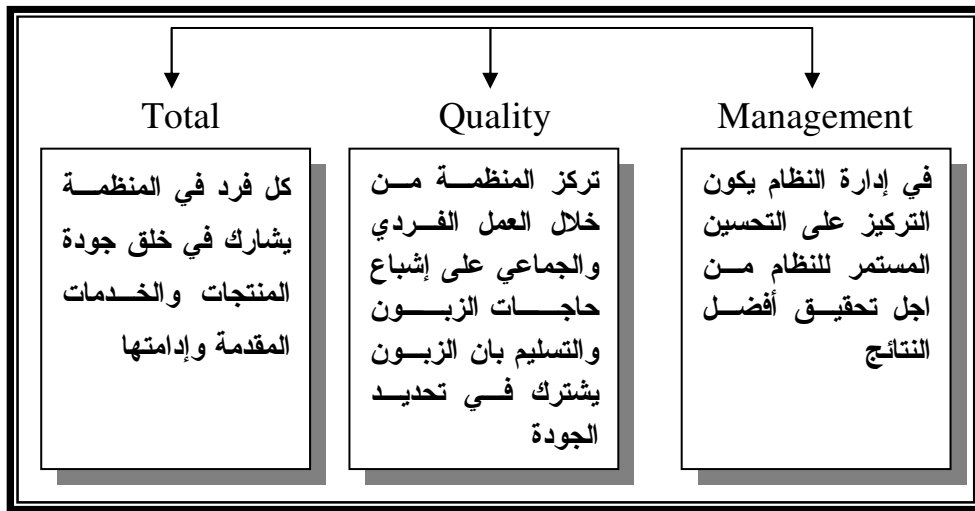 Total
كل فرد في المنظمة
يشارك في خلق جودة
المنتجات والخدمات
المقدمة وإدامتها
Quality
تركز المنظمة من
خلال العمل الفردي
والجماعي على إشباع
حاجات الزبون
والتسليم بان الزبون
يشترك في تحديد
الجودة
Management
في إدارة النظام يكون
التركيز على التحسين
المستمر للنظام من
اجل تحقيق أفضل
النتائج